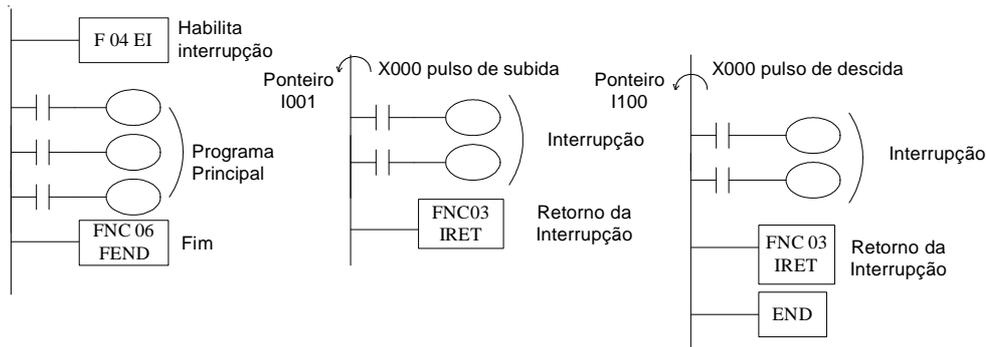 F 04 EI
Habilita
interrupção
Programa
Principal
FNC 06
FEND
Fim
Ponteiro
I001
X000 pulso de subida
Interrupção
FNC03
IRET
Retorno da
Interrupção
Ponteiro
I100
X000 pulso de descida
Interrupção
FNC 03
IRET
Retorno da
Interrupção
END